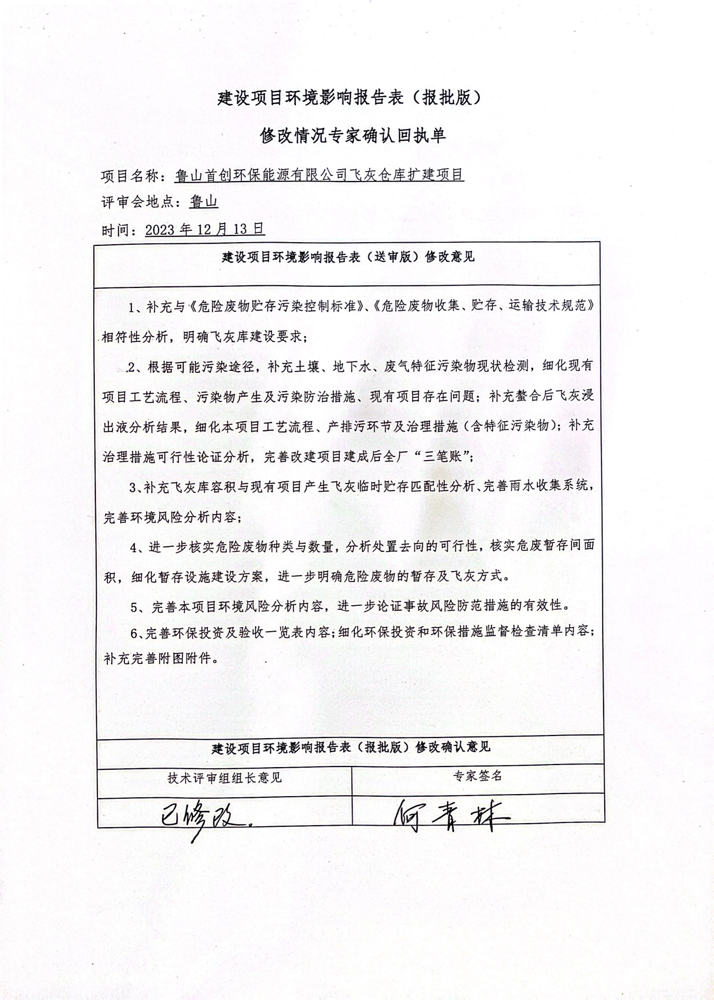 建设项目环境影响报告表（报批版）
修改情况专家确认回执单
项目名称：鲁山首创环保能源有限公司飞灰仓库扩建项目
评审会地点：鲁山
时间：2023 年 12 月 13 日
建设项目环境影响报告表（送审版）修改意见
1、补充与《危险废物贮存污染控制标准》、《危险废物收集、贮存、运输技术规范》
相符性分析，明确飞灰库建设要求；
2、根据可能污染途径，补充土壤、地下水、废气特征污染物现状检测，细化现有
项目工艺流程、污染物产生及污染防治措施、现有项目存在问题；补充螯合后飞灰浸
出液分析结果，细化本项目工艺流程、产排污环节及治理措施（含特征污染物）；补充
治理措施可行性论证分析，完善改建项目建成后全厂“三笔账”；
3、补充飞灰库容积与现有项目产生飞灰临时贮存匹配性分析、完善雨水收集系统，
完善环境风险分析内容；
4、进一步核实危险废物种类与数量，分析处置去向的可行性，核实危废暂存间面
积，细化暂存设施建设方案，进一步明确危险废物的暂存及飞灰方式。
5、完善本项目环境风险分析内容，进一步论证事故风险防范措施的有效性。
6、完善环保投资及验收一览表内容；细化环保投资和环保措施监督检查清单内容；
补充完善附图附件。
建设项目环境影响报告表（报批版）修改确认意见
技术评审组组长意见 专家签名
已修改. 何青林